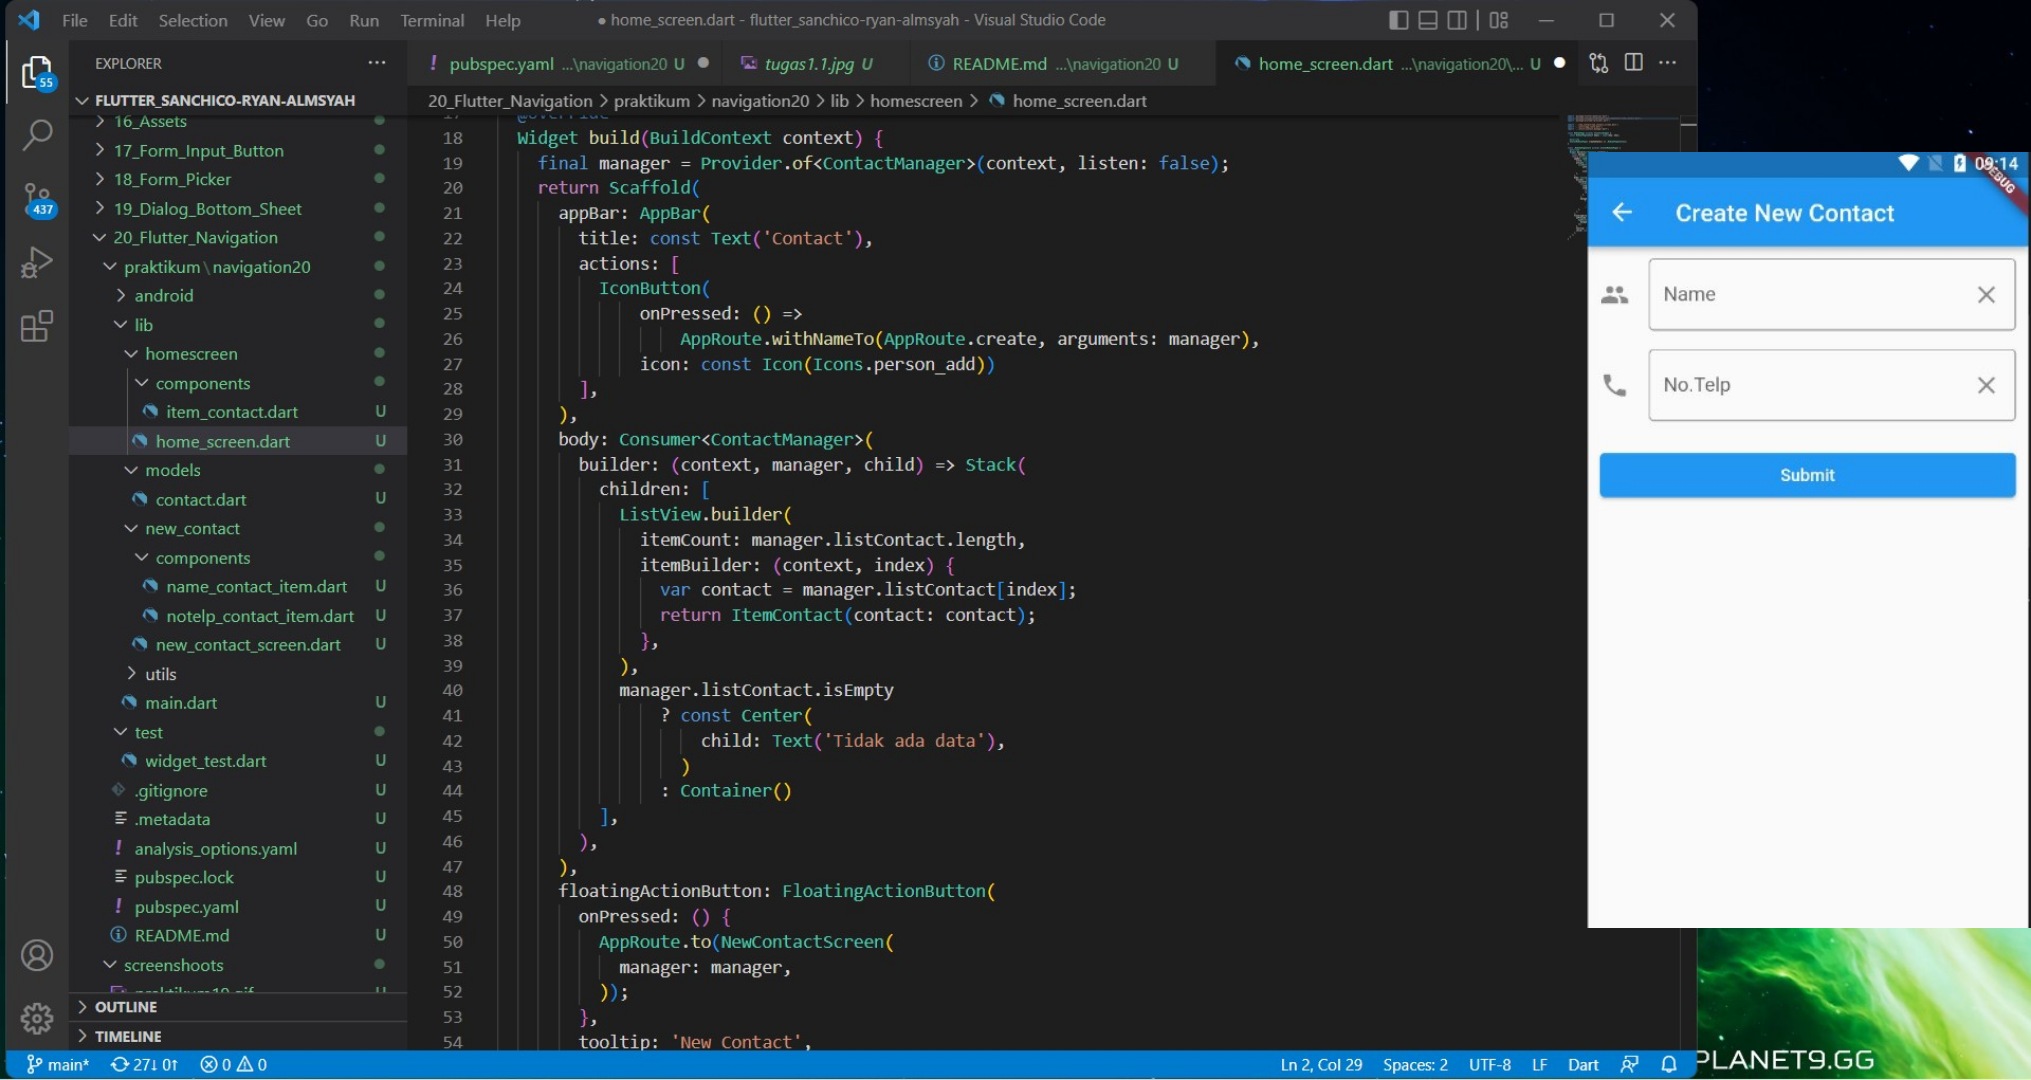 File Edit Selection View Go Run Terminal Help
● home_screen.dart - flutter_sanchico-ryan-almsyah - Visual Studio Code
EXPLORER
! pubspec.yaml ...\navigation20 U ●
tugas1.1.jpg U
README.md ...\navigation20 U
home_screen.dart ...\navigation20\... U ●
20_Flutter_Navigation > praktikum > navigation20 > lib > homescreen > home_screen.dart
55
437
FLUTTER_SANCHICO-RYAN-ALMSYAH
16_Assets
17_Form_Input_Button
18_Form_Picker
19_Dialog_Bottom_Sheet
20_Flutter_Navigation
praktikum\navigation20
android
lib
homescreen
components
item_contact.dart U
home_screen.dart U
models
contact.dart U
new_contact
components
name_contact_item.dart U
notelp_contact_item.dart U
new_contact_screen.dart U
utils
main.dart U
test
widget_test.dart U
.gitignore U
.metadata U
! analysis_options.yaml U
pubspec.lock U
! pubspec.yaml U
README.md U
screenshoots
OUTLINE
TIMELINE
18 Widget build(BuildContext context) {
19 final manager = Provider.of<ContactManager>(context, listen: false);
20 return Scaffold(
21 appBar: AppBar(
22 title: const Text('Contact'),
23 actions: [
24 IconButton(
25 onPressed: () =>
26 AppRoute.withNameTo(AppRoute.create, arguments: manager),
27 icon: const Icon(Icons.person_add))
28 ],
29 ),
30 body: Consumer<ContactManager>(
31 builder: (context, manager, child) => Stack(
32 children: [
33 ListView.builder(
34 itemCount: manager.listContact.length,
35 itemBuilder: (context, index) {
36 var contact = manager.listContact[index];
37 return ItemContact(contact: contact);
38 },
39 ),
40 manager.listContact.isEmpty
41 ? const Center(
42 child: Text('Tidak ada data'),
43 )
44 : Container()
45 ],
46 ),
47 ),
48 floatingActionButton: FloatingActionButton(
49 onPressed: () {
50 AppRoute.to(NewContactScreen(
51 manager: manager,
52 ));
53 },
54 tooltip: 'New Contact',
main* 27↓ 0↑ 0 0
Ln 2, Col 29 Spaces: 2 UTF-8 LF Dart
09:14
DEBUG
Create New Contact
Name
No.Telp
Submit
PLANET9.GG